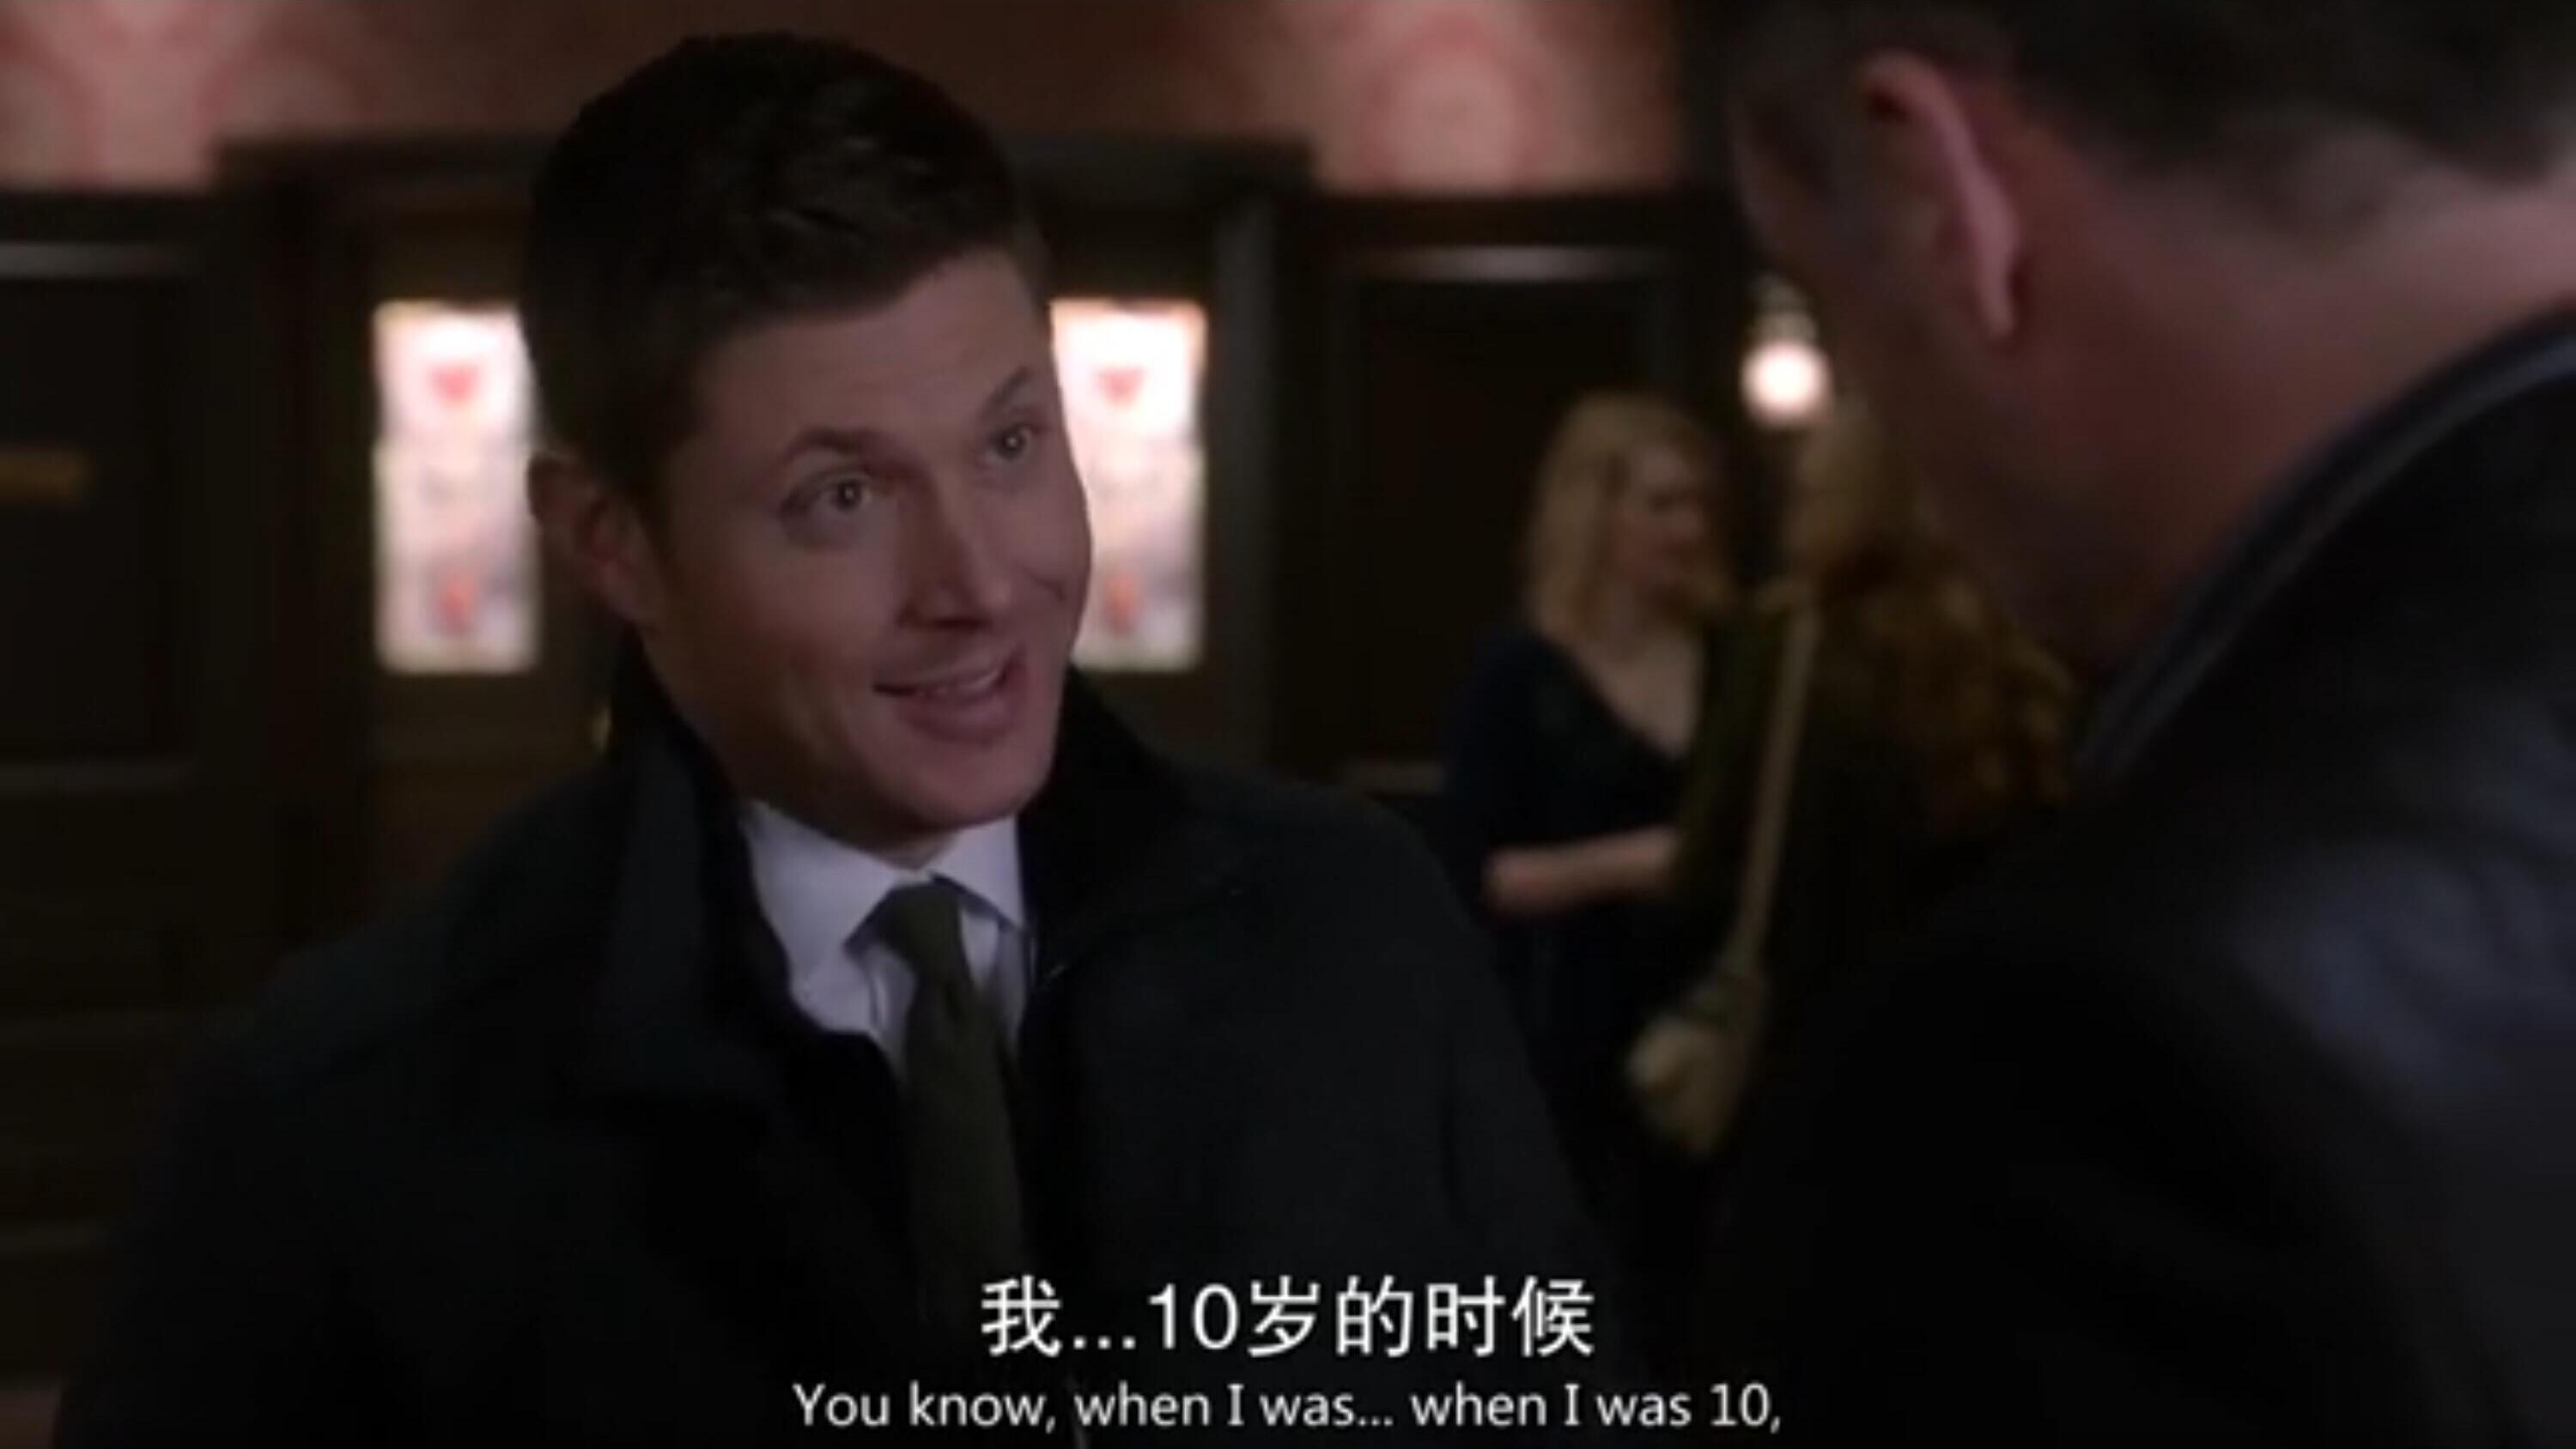 我...10岁的时候
You know, when I was... when I was 10,